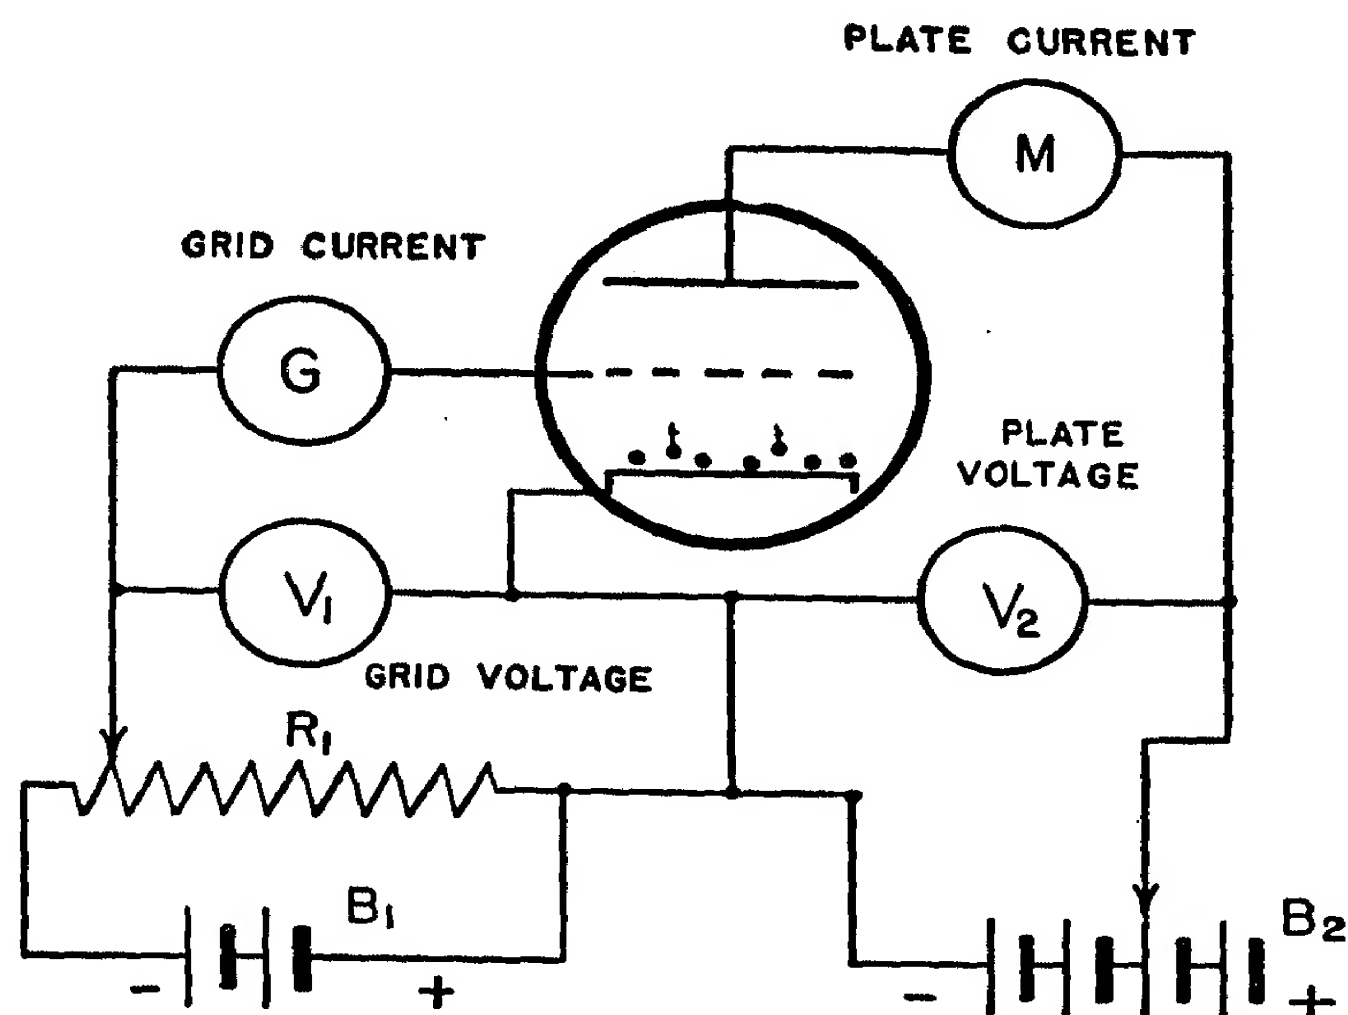 PLATE CURRENT
M
GRID CURRENT
G
PLATE
VOLTAGE
V1
V2
GRID VOLTAGE
R1
B1
B2
- +
- +